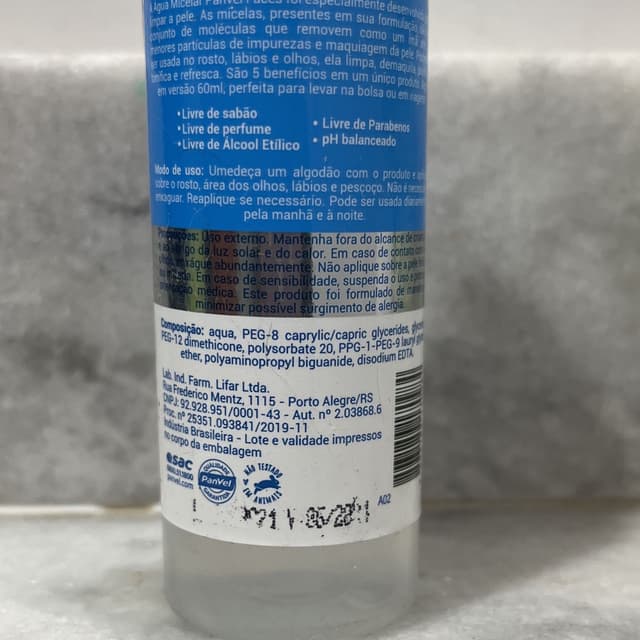 Água Micelar Panvel Faces foi especialmente
limpar a pele. As micelas, presentes em sua formulação
conjunto de moléculas que removem como um
menores partículas de impurezas e maquiagem da pele.
ser usada no rosto, lábios e olhos, ela limpa, demaquila,
tonifica e refresca. São 5 benefícios em um único produto.
em versão 60ml, perfeita para levar na bolsa ou em viagem
•Livre de sabão
•Livre de perfume
•Livre de Álcool Etílico
• Livre de Parabenos
• pH balanceado
Modo de uso: Umedeça um algodão com o produto e
sobre o rosto, área dos olhos, lábios e pescoço. Não é
enxaguar. Reaplique se necessário. Pode ser usada
pela manhã e à noite.
Precauções: Uso externo. Mantenha fora do alcance de
da luz solar e do calor. Em caso de contato
abundantemente. Não aplique sobre a pele
Em caso de sensibilidade, suspenda o uso
médica. Este produto foi formulado de
minimizar possível surgimento de alergia.
Composição: aqua, PEG-8 caprylic/capric glycerides,
PEG-12 dimethicone, polysorbate 20, PPG-1-PEG-9 lauryl
ether, polyaminopropyl biguanide, disodium EDTA.
Lab. Ind. Farm. Lifar Ltda.
Rua Frederico Mentz, 1115 - Porto Alegre/RS
CNPJ: 92.928.951/0001-43 - Aut. nº 2.03868.6
Proc. nº 25351.093841/2019-11
Indústria Brasileira - Lote e validade impressos
no corpo da embalagem
sac
panvel.com
QUALIDADE
PanVel
GARANTIDA
NÃO TESTADO
EM ANIMAIS
A02